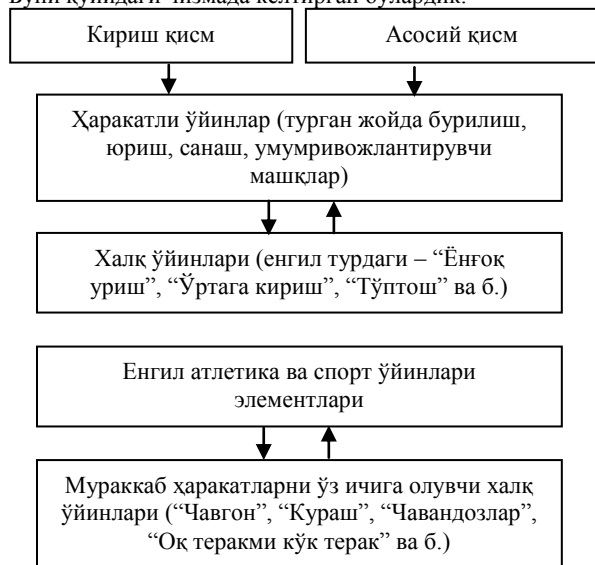 Буни қуйидаги чизмада келтирган бўлардик.
Кириш қисм
Асосий қисм
Ҳаракатли ўйинлар (турган жойда бурилиш,
юриш, санаш, умумривожлантирувчи
машқлар)
Халқ ўйинлари (енгил турдаги – “Ёнғоқ
уриш”, “Ўртага кириш”, “Тўптош” ва б.)
Енгил атлетика ва спорт ўйинлари
элементлари
Мураккаб ҳаракатларни ўз ичига олувчи халқ
ўйинлари (“Чавгон”, “Кураш”, “Чавандозлар”,
“Оқ теракми кўк терак” ва б.)